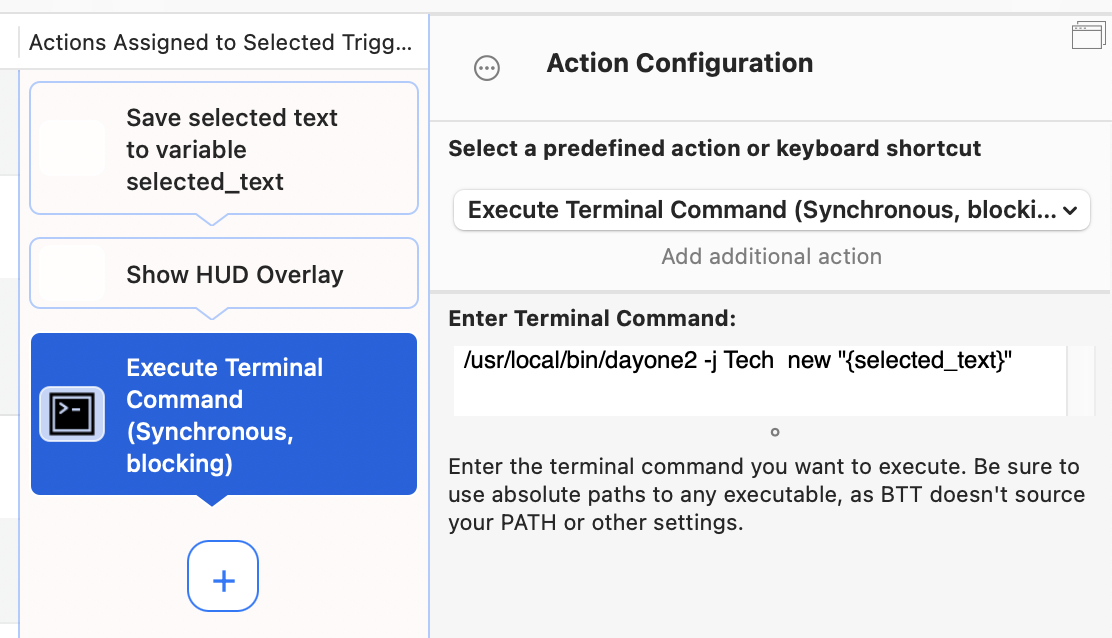 Actions Assigned to Selected Trigg...
Save selected text
to variable
selected_text
Show HUD Overlay
Execute Terminal
Command
(Synchronous,
blocking)
+
Action Configuration
Select a predefined action or keyboard shortcut
Execute Terminal Command (Synchronous, blocki...
Add additional action
Enter Terminal Command:
/usr/local/bin/dayone2 -j Tech  new "{selected_text}"
Enter the terminal command you want to execute. Be sure to
use absolute paths to any executable, as BTT doesn't source
your PATH or other settings.